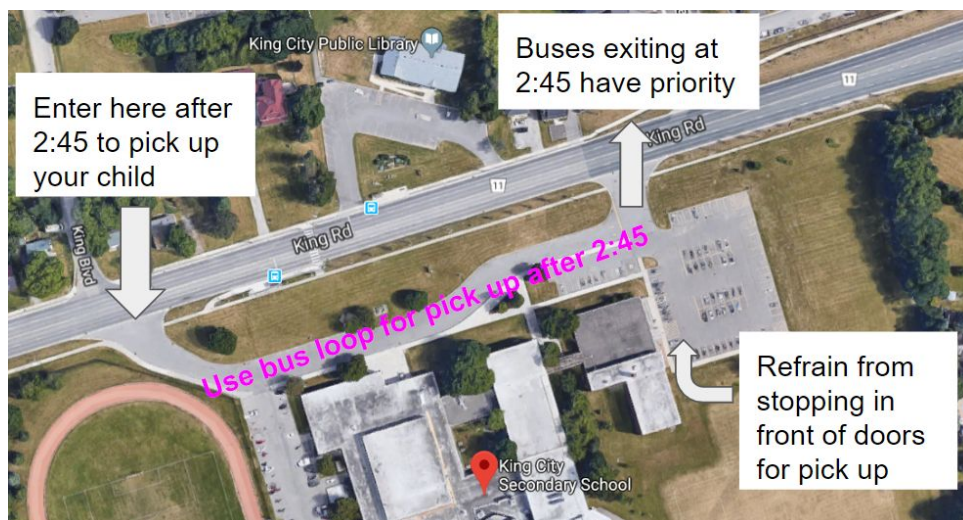 King City Public Library
Buses exiting at
2:45 have priority
Enter here after
2:45 to pick up
your child
11
King Rd
11
King Rd
King Blvd
Use bus loop for pick up after 2:45
Refrain from
stopping in
front of doors
for pick up
King City
Secondary School